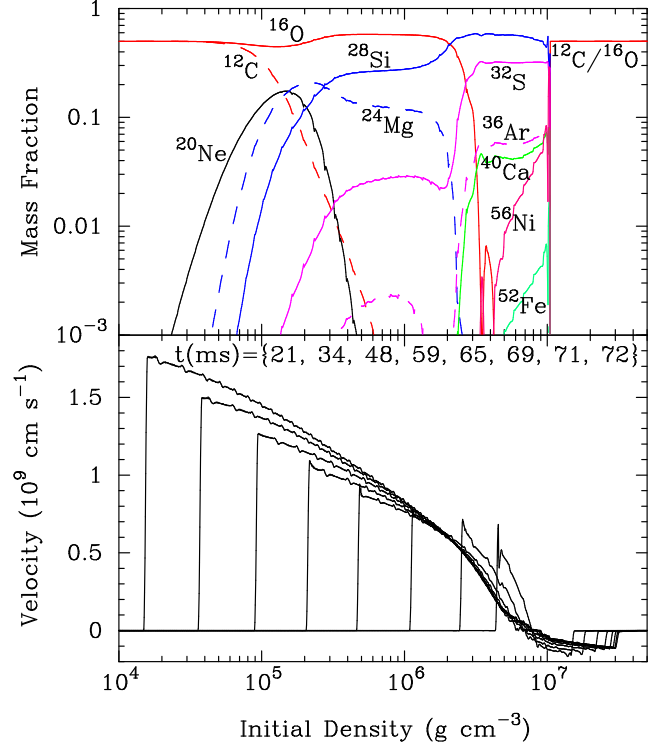 1
¹⁶O
¹²C
²⁸Si
¹²C/¹⁶O
³²S
0.1
²⁴Mg
³⁶Ar
²⁰Ne
⁴⁰Ca
Mass Fraction
⁵⁶Ni
0.01
⁵²Fe
10⁻³
t(ms)={21, 34, 48, 59, 65, 69, 71, 72}
1.5
Velocity (10⁹ cm s⁻¹)
1
0.5
0
10⁴ 10⁵ 10⁶ 10⁷
Initial Density (g cm⁻³)